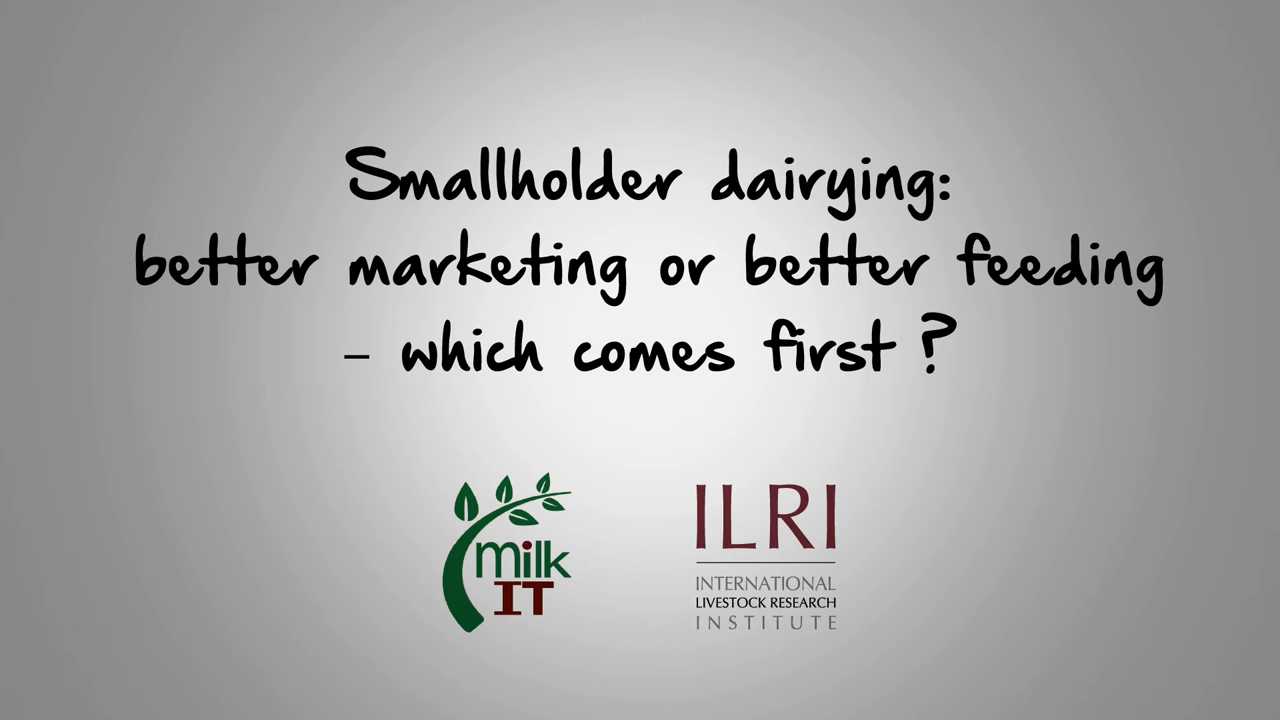 Smallholder dairying:
better marketing or better feeding
– which comes first ?
milk
IT
ILRI
INTERNATIONAL
LIVESTOCK RESEARCH
INSTITUTE